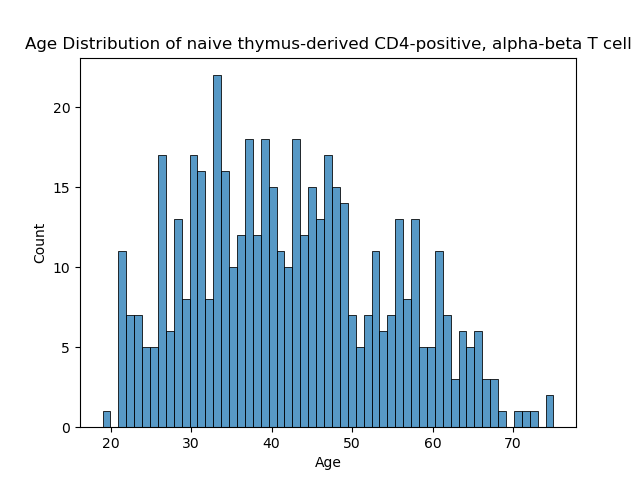 Age Distribution of naive thymus-derived CD4-positive, alpha-beta T cell
20
15
10
5
0
Count
20 30 40 50 60 70
Age